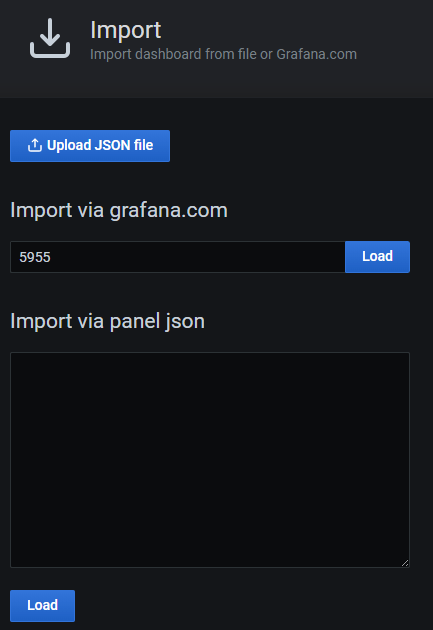 Import
Import dashboard from file or Grafana.com
Upload JSON file
Import via grafana.com
5955
Load
Import via panel json
Load